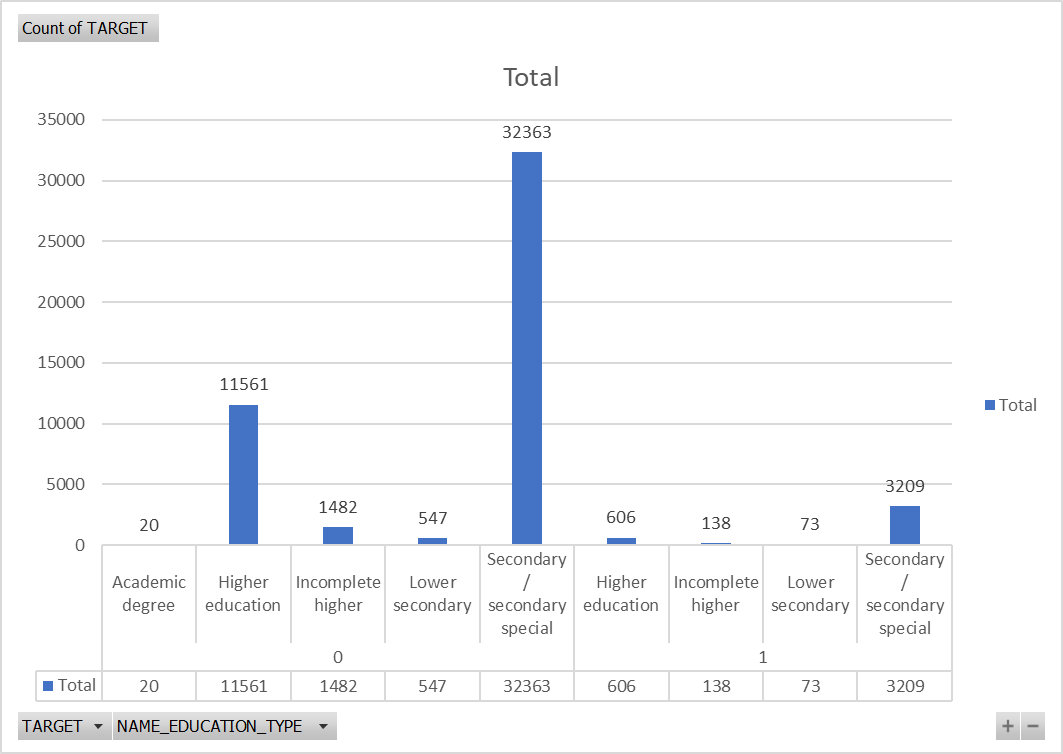 Count of TARGET
Total
35000
30000
25000
20000
15000
10000
5000
0
20
11561
1482
547
32363
606
138
73
3209
Academic
degree
Higher
education
Incomplete
higher
Lower
secondary
Secondary
/
secondary
special
Higher
education
Incomplete
higher
Lower
secondary
Secondary
/
secondary
special
0
1
Total 20 11561 1482 547 32363 606 138 73 3209
Total
TARGET NAME_EDUCATION_TYPE
+ −